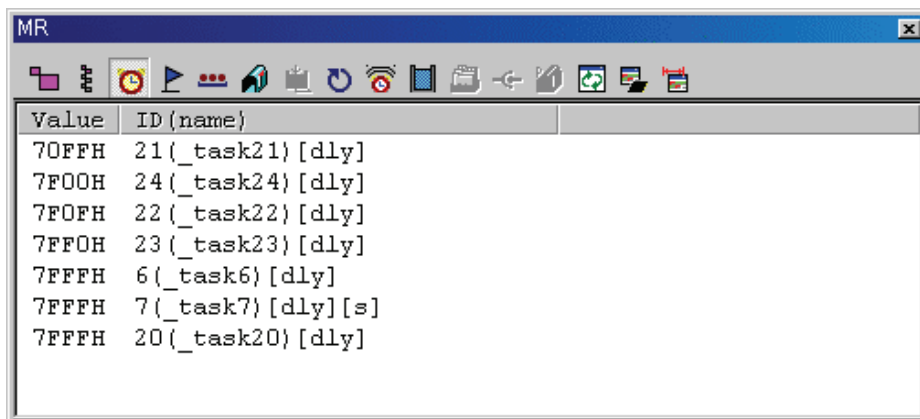 MR
Value ID(name)
70FFH 21(_task21)[dly]
7F00H 24(_task24)[dly]
7F0FH 22(_task22)[dly]
7FF0H 23(_task23)[dly]
7FFFH 6(_task6)[dly]
7FFFH 7(_task7)[dly][s]
7FFFH 20(_task20)[dly]